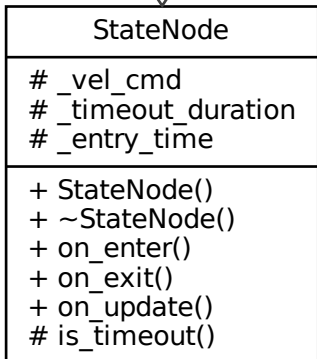 StateNode
# _vel_cmd
# _timeout_duration
# _entry_time
+ StateNode()
+ ~StateNode()
+ on_enter()
+ on_exit()
+ on_update()
# is_timeout()